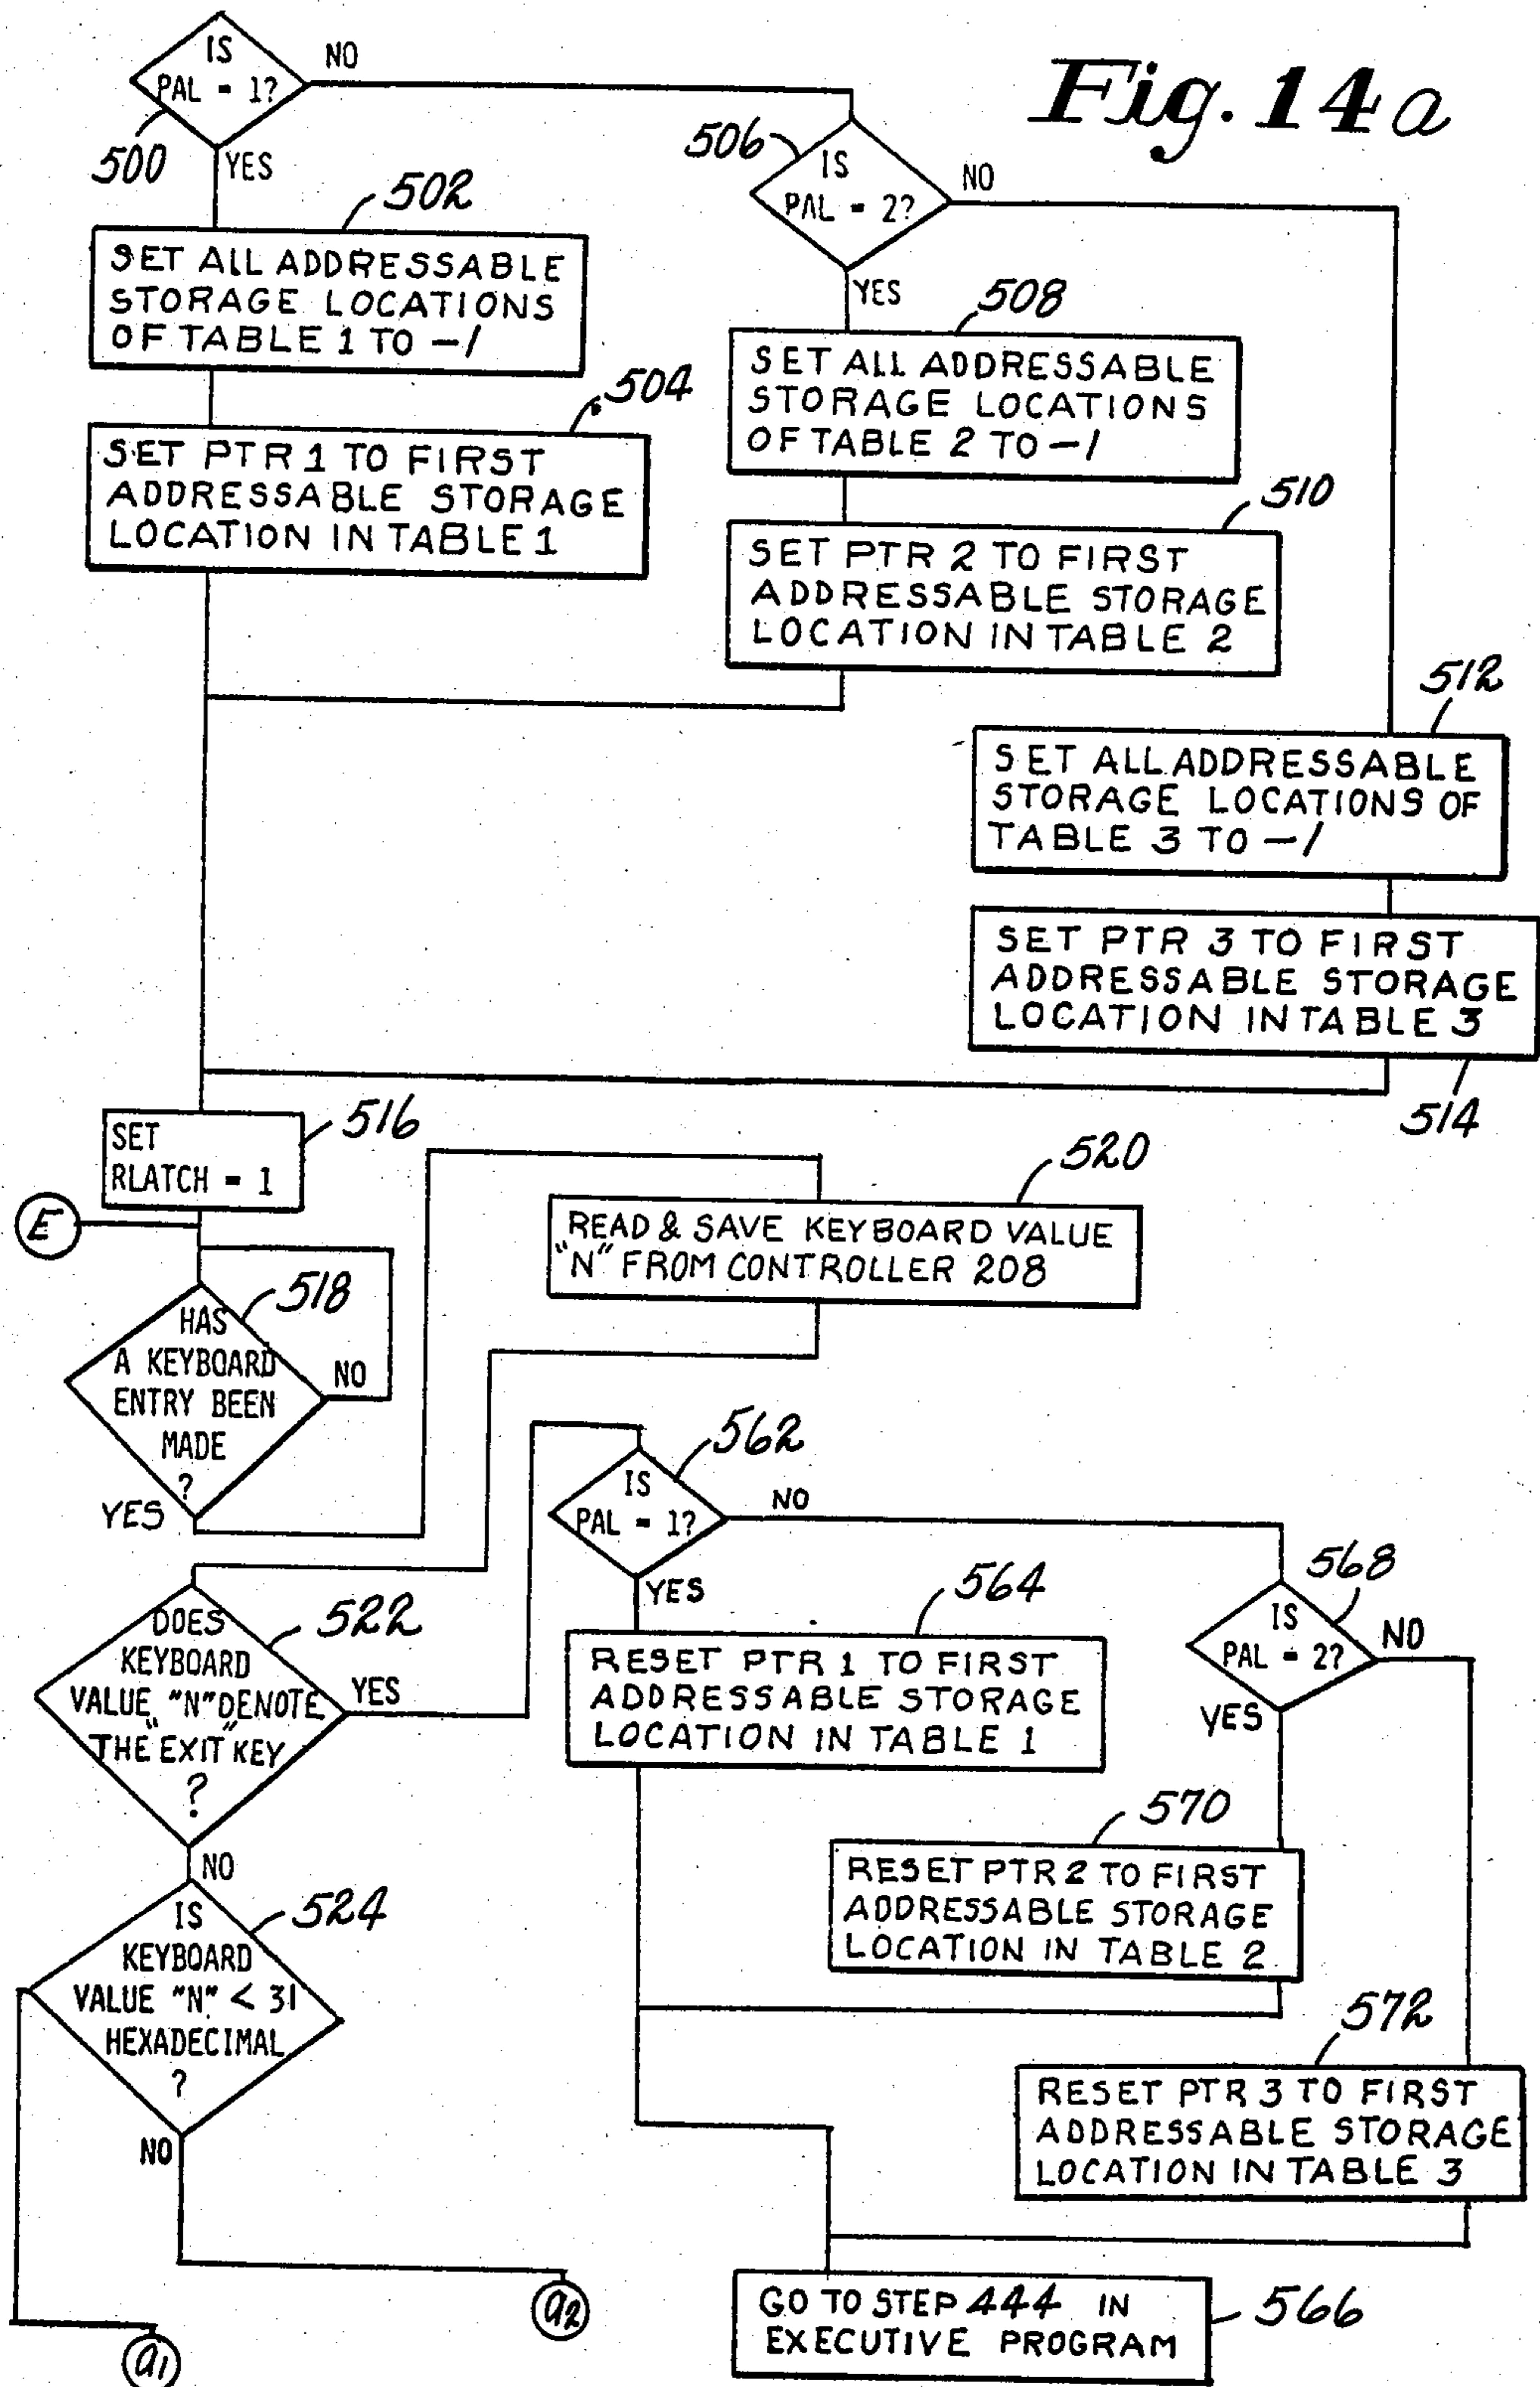 Fig. 14a
IS
PAL = 1?
NO
500
YES
502
SET ALL ADDRESSABLE
STORAGE LOCATIONS
OF TABLE 1 TO -1
504
SET PTR 1 TO FIRST
ADDRESSABLE STORAGE
LOCATION IN TABLE 1
506
IS
PAL = 2?
NO
YES
508
SET ALL ADDRESSABLE
STORAGE LOCATIONS
OF TABLE 2 TO -1
510
SET PTR 2 TO FIRST
ADDRESSABLE STORAGE
LOCATION IN TABLE 2
512
SET ALL ADDRESSABLE
STORAGE LOCATIONS OF
TABLE 3 TO -1
SET PTR 3 TO FIRST
ADDRESSABLE STORAGE
LOCATION IN TABLE 3
514
SET
RLATCH = 1
516
E
518
HAS
A KEYBOARD
ENTRY BEEN
MADE
?
NO
YES
520
READ & SAVE KEYBOARD VALUE
"N" FROM CONTROLLER 208
DOES
KEYBOARD
VALUE "N" DENOTE
THE "EXIT" KEY
?
522
YES
NO
524
IS
KEYBOARD
VALUE "N" < 31
HEXADECIMAL
?
NO
a1
a2
562
IS
PAL = 1?
NO
YES
564
RESET PTR 1 TO FIRST
ADDRESSABLE STORAGE
LOCATION IN TABLE 1
568
IS
PAL = 2?
NO
YES
570
RESET PTR 2 TO FIRST
ADDRESSABLE STORAGE
LOCATION IN TABLE 2
572
RESET PTR 3 TO FIRST
ADDRESSABLE STORAGE
LOCATION IN TABLE 3
GO TO STEP 444 IN
EXECUTIVE PROGRAM
566